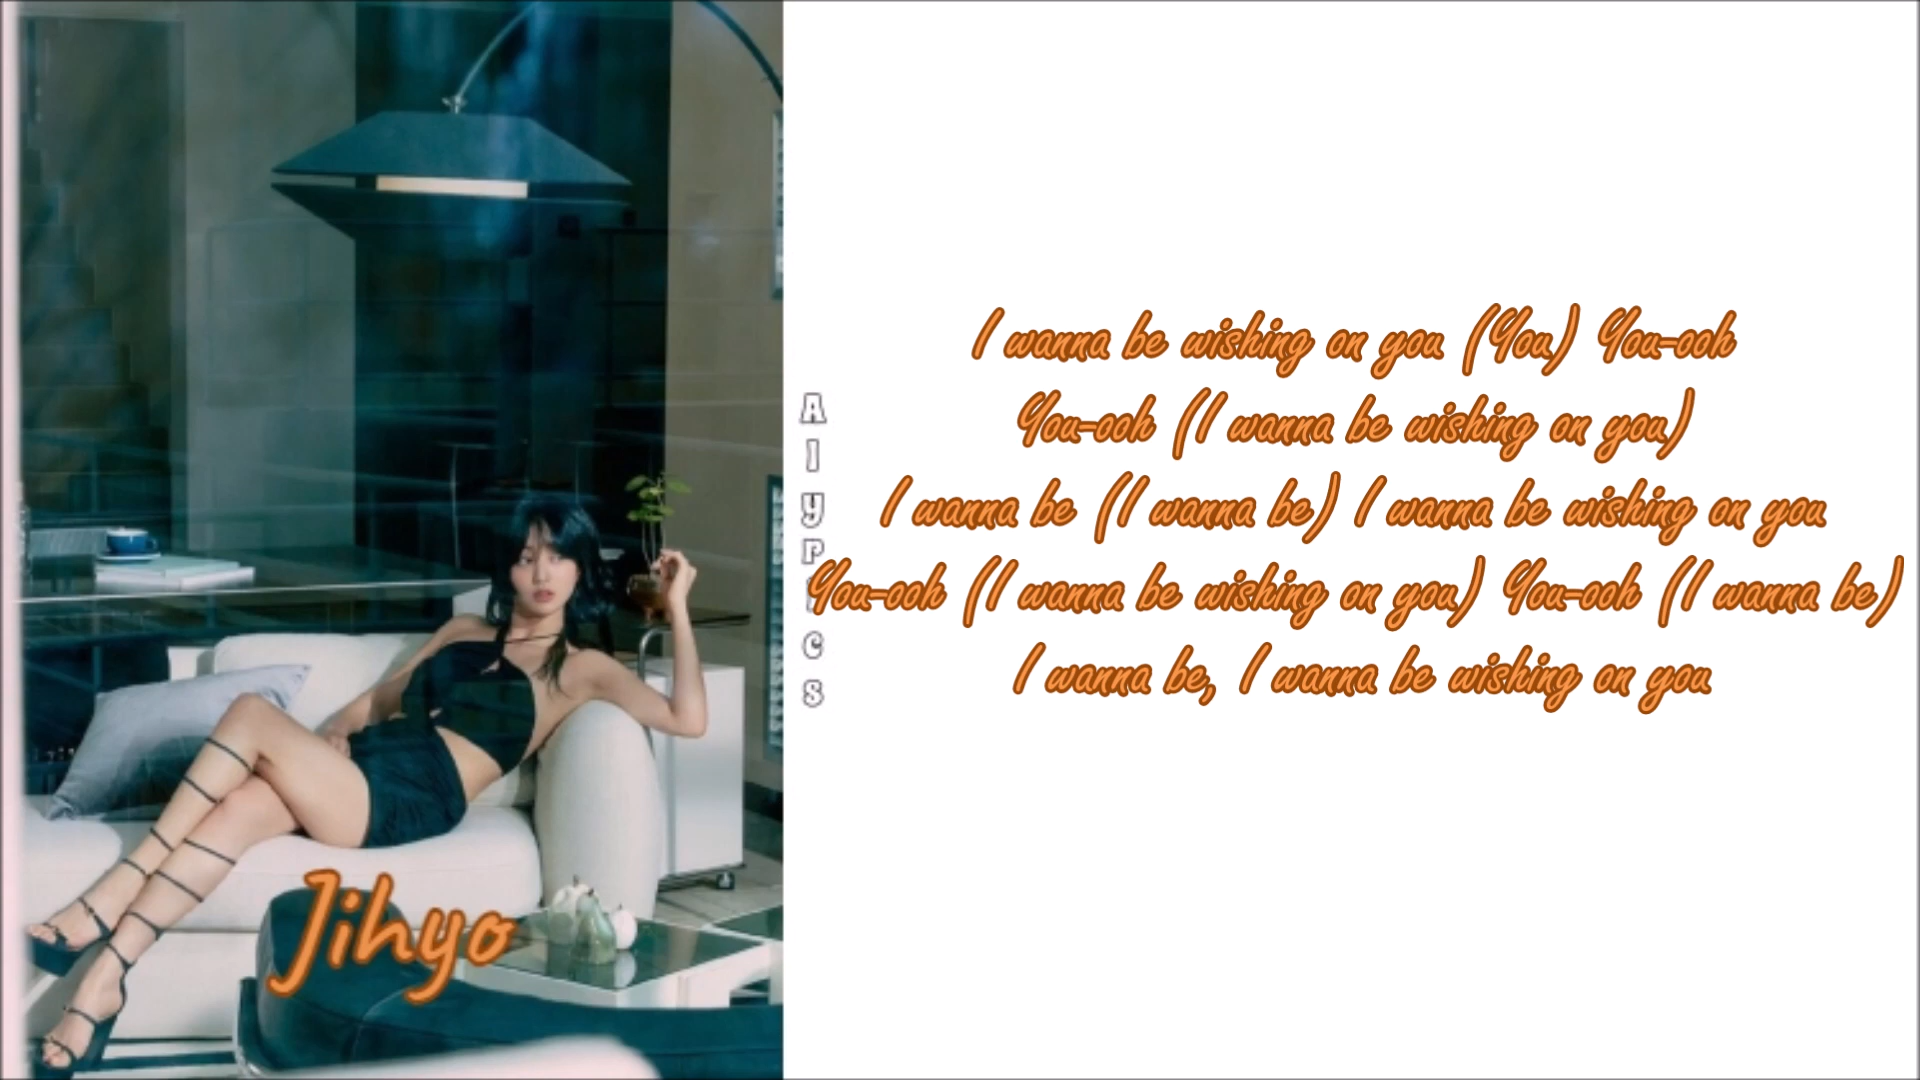 I wanna be wishing on you (You) You-ooh
You-ooh (I wanna be wishing on you)
I wanna be (I wanna be) I wanna be wishing on you
You-ooh (I wanna be wishing on you) You-ooh (I wanna be)
I wanna be, I wanna be wishing on you
Jihyo